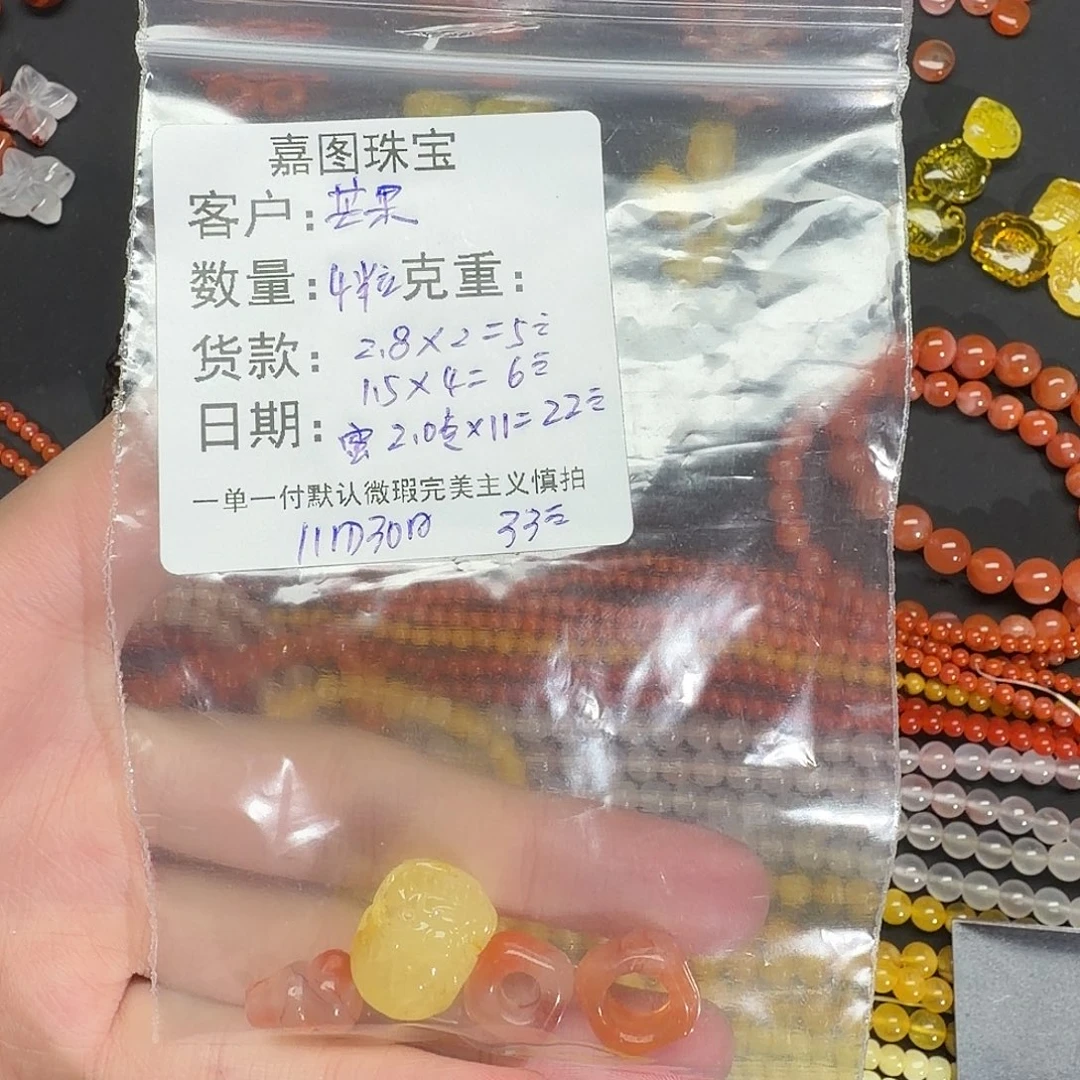 嘉图珠宝
客户:芒果
数量:4粒克重:
货款: 2.8×2=5元
1.5×4=6元
日期: 蜜2.0克×11=22元
一单一付默认微瑕完美主义慎拍
11月30日 33元